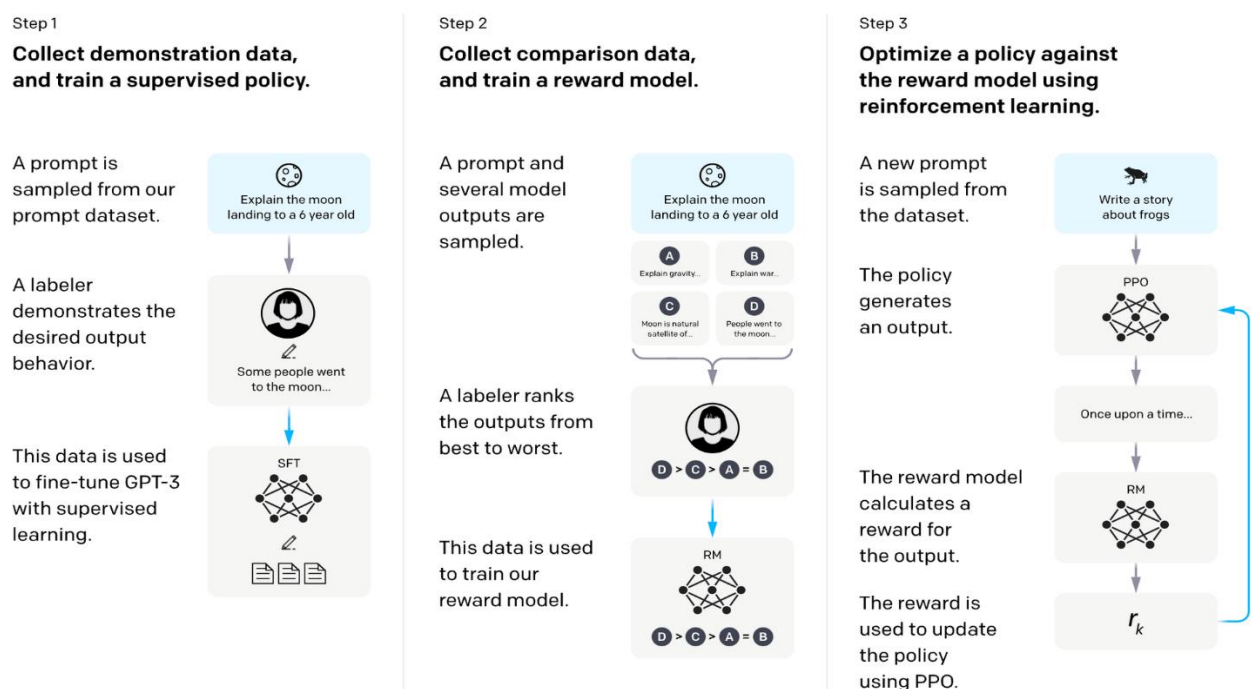 Step 1
Collect demonstration data,
and train a supervised policy.
A prompt is
sampled from our
prompt dataset.
Explain the moon
landing to a 6 year old
A labeler
demonstrates the
desired output
behavior.
Some people went
to the moon...
This data is used
to fine-tune GPT-3
with supervised
learning.
SFT
Step 2
Collect comparison data,
and train a reward model.
A prompt and
several model
outputs are
sampled.
Explain the moon
landing to a 6 year old
A
Explain gravity...
B
Explain war...
C
Moon is natural
satellite of...
D
People went to
the moon...
A labeler ranks
the outputs from
best to worst.
D > C > A = B
This data is used
to train our
reward model.
RM
D > C > A = B
Step 3
Optimize a policy against
the reward model using
reinforcement learning.
A new prompt
is sampled from
the dataset.
Write a story
about frogs
The policy
generates
an output.
PPO
Once upon a time...
The reward model
calculates a
reward for
the output.
RM
The reward is
used to update
the policy
using PPO.
r_k